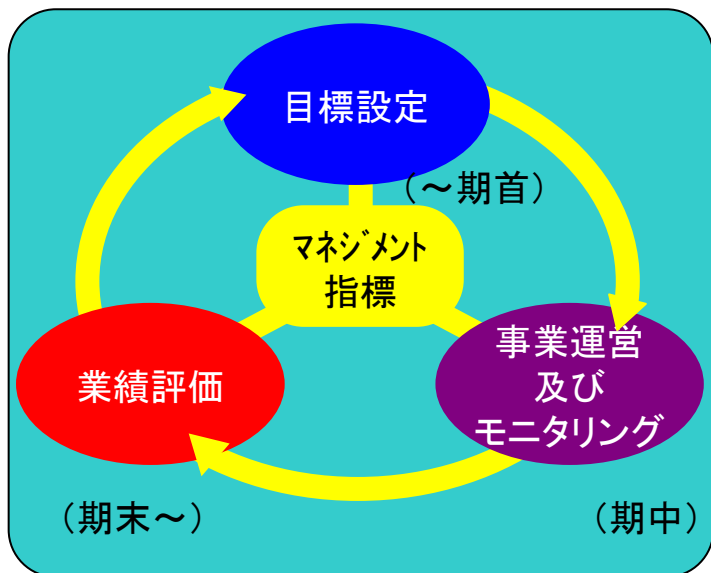 目標設定
(～期首)
マネジメント
指標
業績評価
事業運営
及び
モニタリング
(期末～)
(期中)